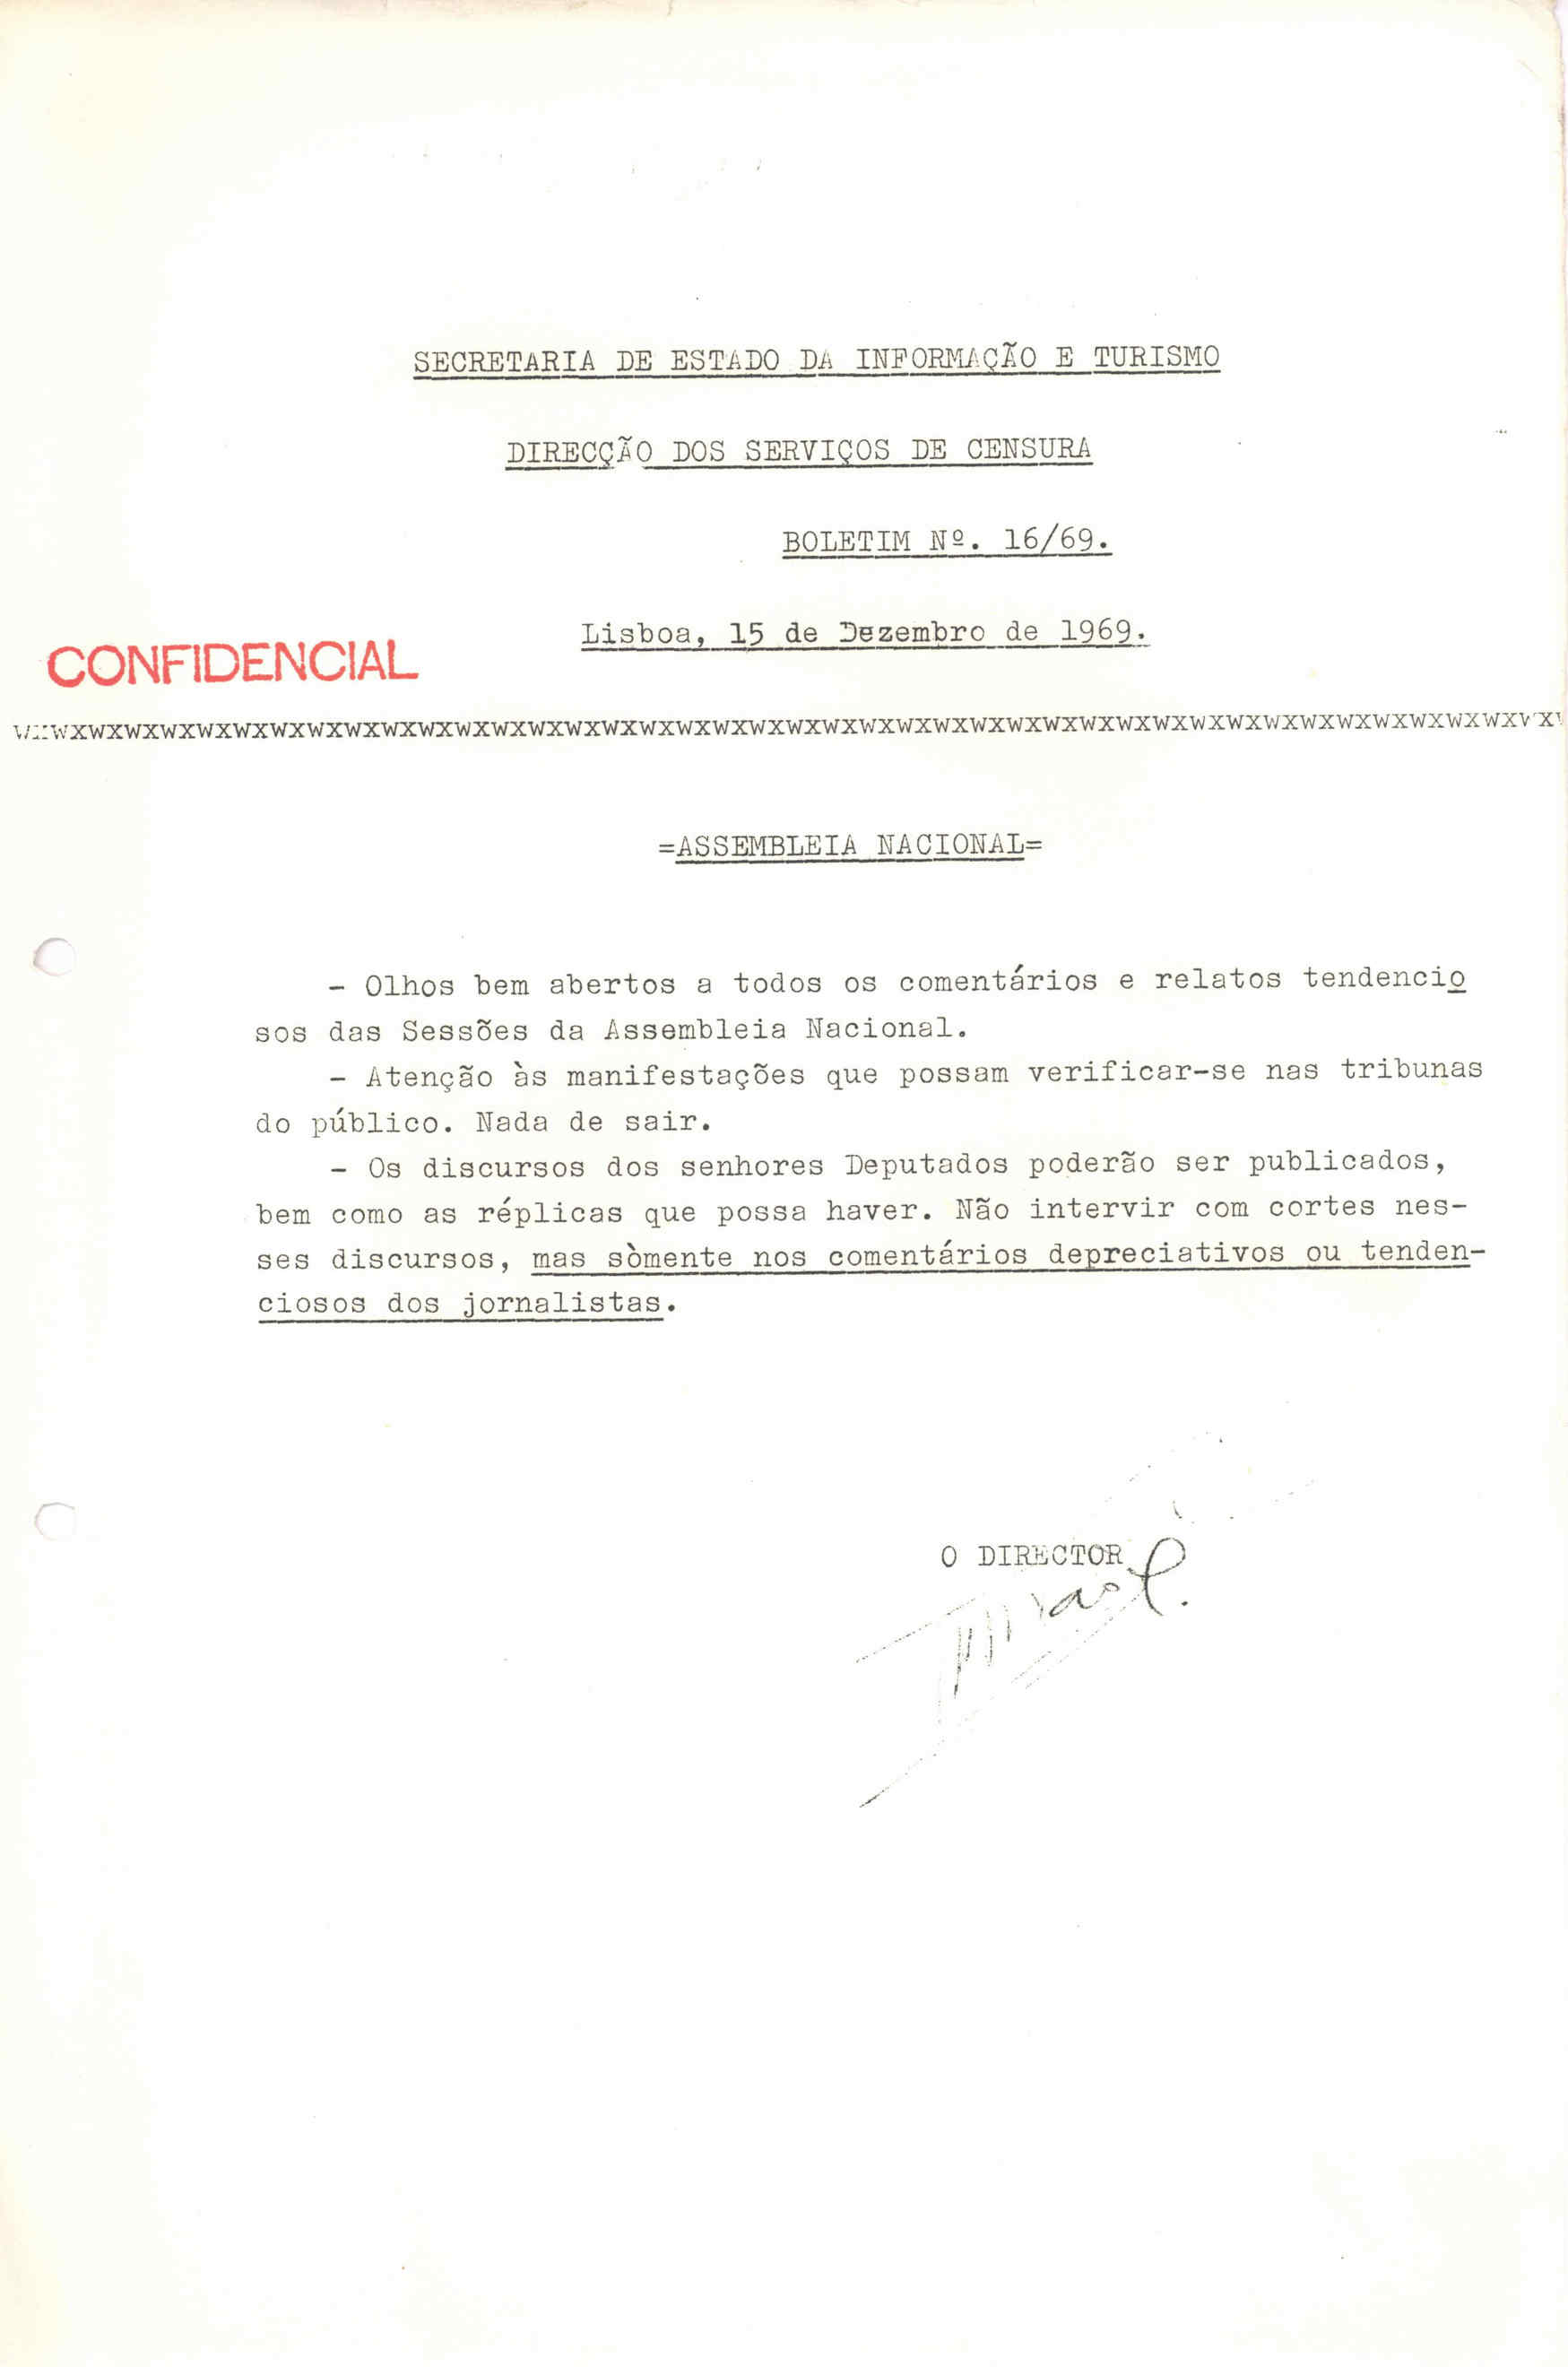 SECRETARIA DE ESTADO DA INFORMAÇÃO E TURISMO
DIRECÇÃO DOS SERVIÇOS DE CENSURA
BOLETIM Nº. 16/69.
Lisboa, 15 de Dezembro de 1969.
CONFIDENCIAL
=ASSEMBLEIA NACIONAL=
- Olhos bem abertos a todos os comentários e relatos tendencio
sos das Sessões da Assembleia Nacional.
- Atenção às manifestações que possam verificar-se nas tribunas
do público. Nada de sair.
- Os discursos dos senhores Deputados poderão ser publicados,
bem como as réplicas que possa haver. Não intervir com cortes nes-
ses discursos, mas sòmente nos comentários depreciativos ou tenden-
ciosos dos jornalistas.
O DIRECTOR